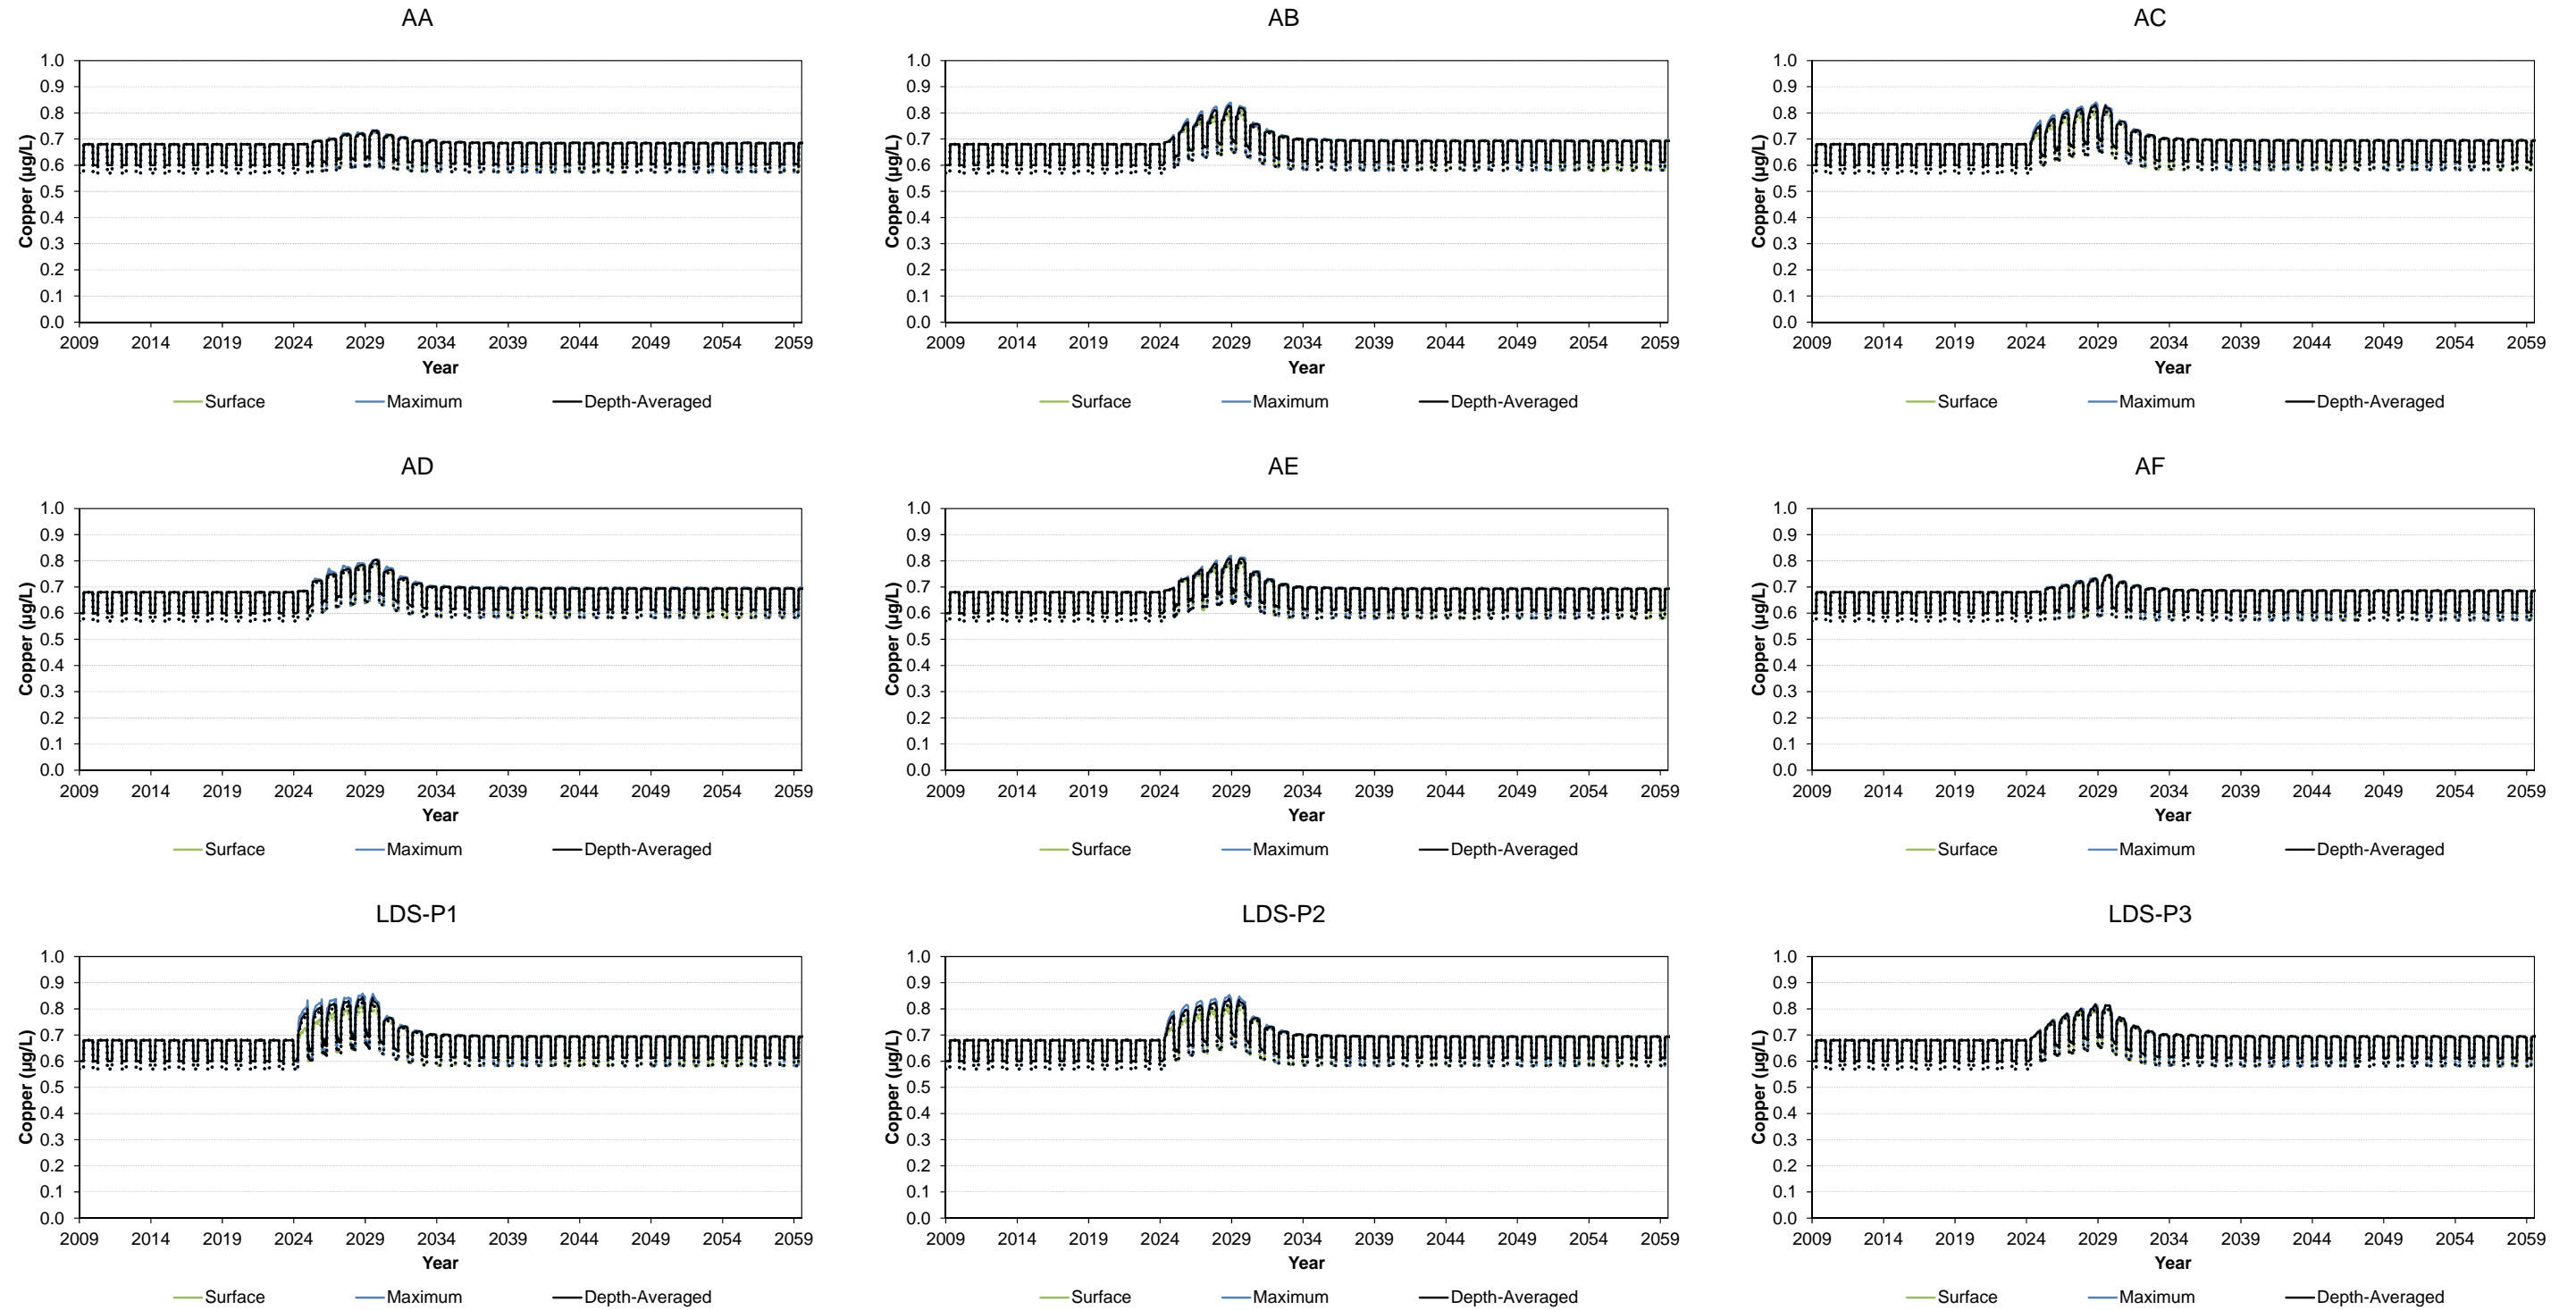 AA AB AC
1.0 1.0 1.0
0.9 0.9 0.9
0.8 0.8 0.8
0.7 0.7 0.7
0.6 0.6 0.6
0.5 0.5 0.5
0.4 0.4 0.4
0.3 0.3 0.3
0.2 0.2 0.2
0.1 0.1 0.1
0.0 0.0 0.0
Copper (µg/L) Copper (µg/L) Copper (µg/L)
2009 2014 2019 2024 2029 2034 2039 2044 2049 2054 2059 2009 2014 2019 2024 2029 2034 2039 2044 2049 2054 2059 2009 2014 2019 2024 2029 2034 2039 2044 2049 2054 2059
Year Year Year
Surface Maximum Depth-Averaged Surface Maximum Depth-Averaged Surface Maximum Depth-Averaged
AD AE AF
1.0 1.0 1.0
0.9 0.9 0.9
0.8 0.8 0.8
0.7 0.7 0.7
0.6 0.6 0.6
0.5 0.5 0.5
0.4 0.4 0.4
0.3 0.3 0.3
0.2 0.2 0.2
0.1 0.1 0.1
0.0 0.0 0.0
Copper (µg/L) Copper (µg/L) Copper (µg/L)
2009 2014 2019 2024 2029 2034 2039 2044 2049 2054 2059 2009 2014 2019 2024 2029 2034 2039 2044 2049 2054 2059 2009 2014 2019 2024 2029 2034 2039 2044 2049 2054 2059
Year Year Year
Surface Maximum Depth-Averaged Surface Maximum Depth-Averaged Surface Maximum Depth-Averaged
LDS-P1 LDS-P2 LDS-P3
1.0 1.0 1.0
0.9 0.9 0.9
0.8 0.8 0.8
0.7 0.7 0.7
0.6 0.6 0.6
0.5 0.5 0.5
0.4 0.4 0.4
0.3 0.3 0.3
0.2 0.2 0.2
0.1 0.1 0.1
0.0 0.0 0.0
Copper (µg/L) Copper (µg/L) Copper (µg/L)
2009 2014 2019 2024 2029 2034 2039 2044 2049 2054 2059 2009 2014 2019 2024 2029 2034 2039 2044 2049 2054 2059 2009 2014 2019 2024 2029 2034 2039 2044 2049 2054 2059
Year Year Year
Surface Maximum Depth-Averaged Surface Maximum Depth-Averaged Surface Maximum Depth-Averaged